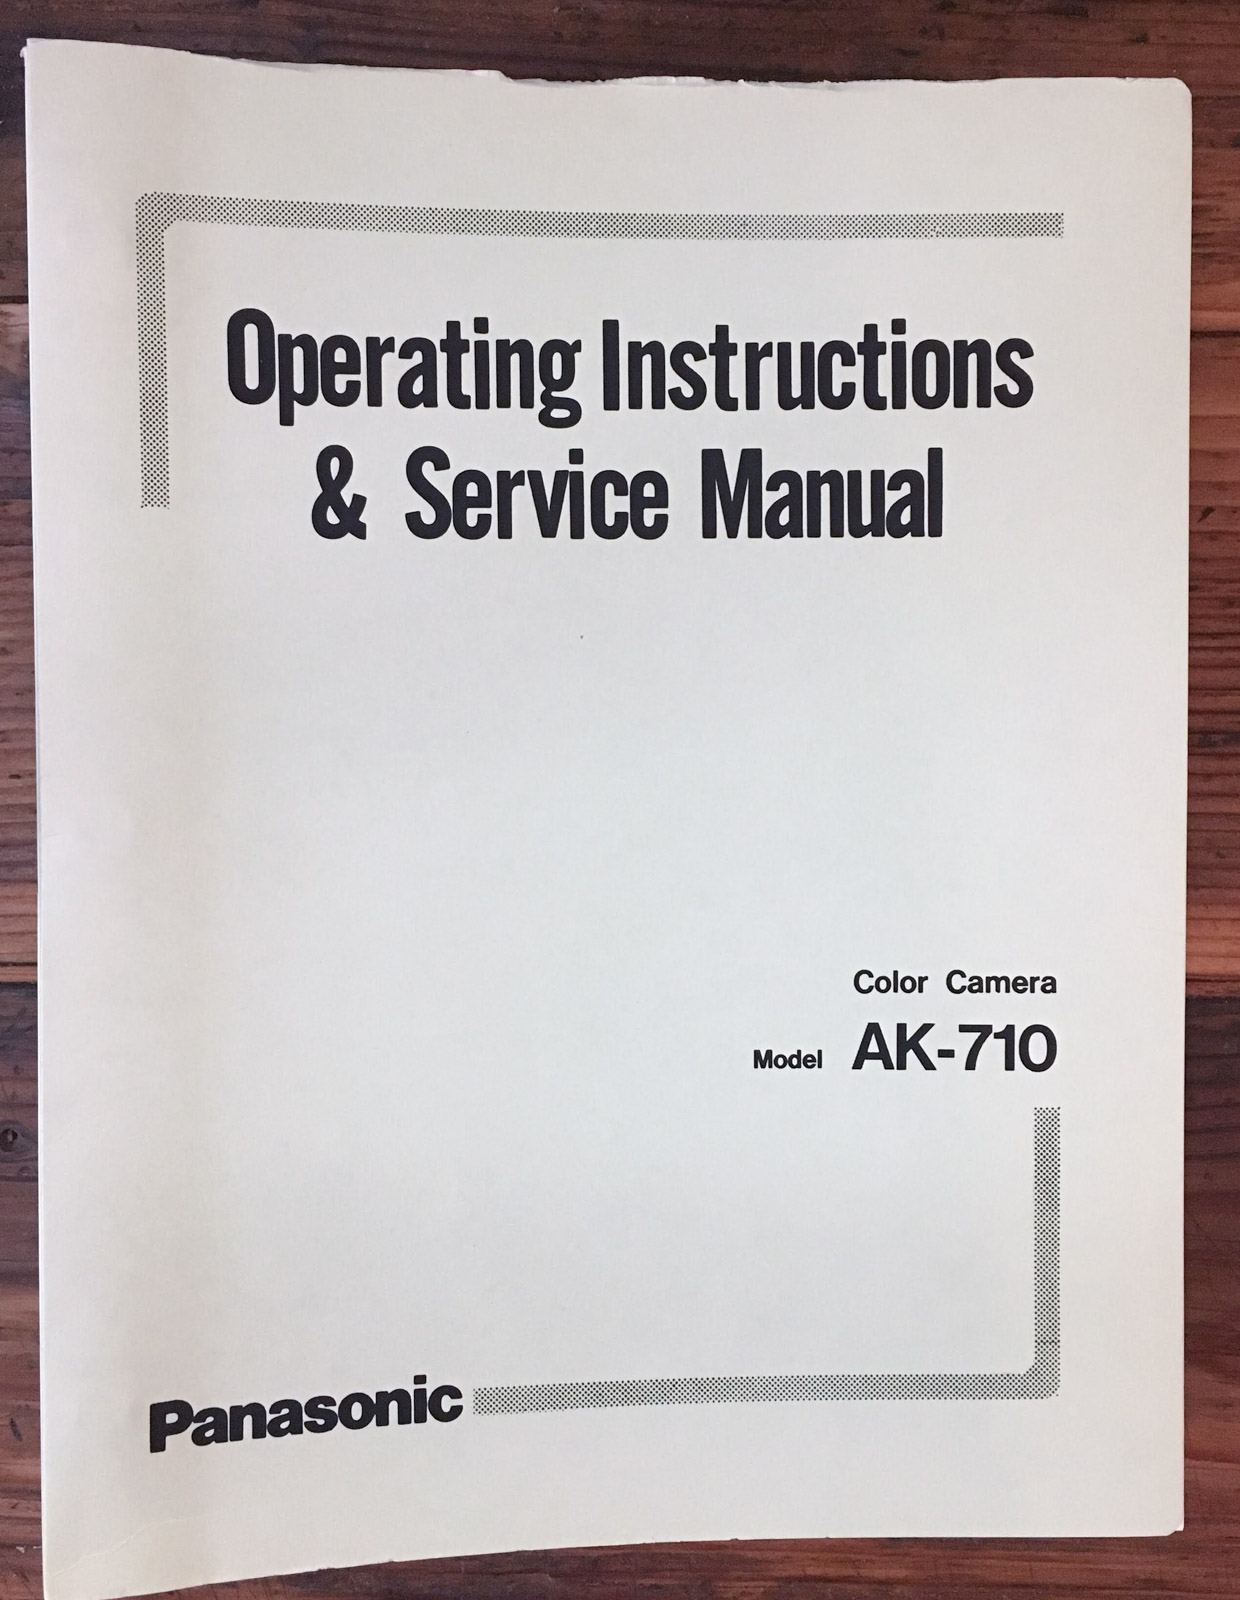 Operating Instructions
& Service Manual
Color Camera
Model AK-710
Panasonic